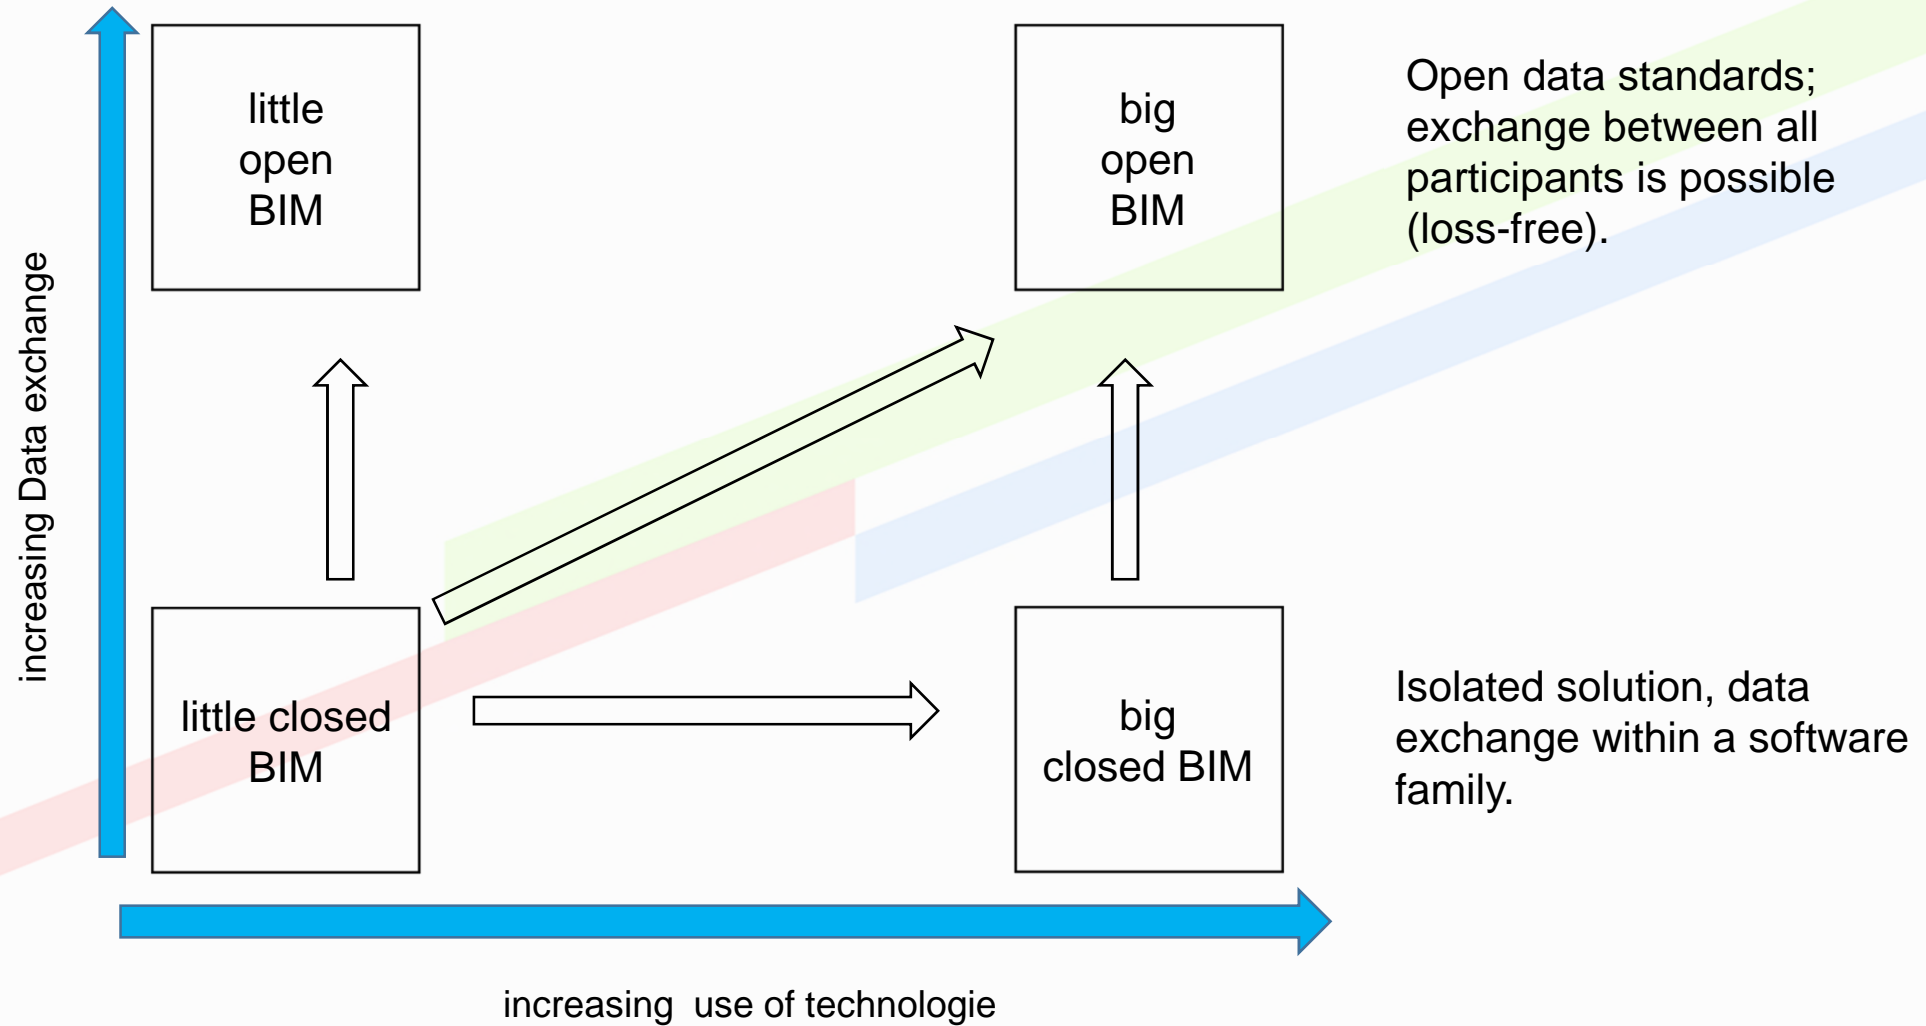 little
open
BIM
big
open
BIM
Open data standards;
exchange between all
participants is possible
(loss-free).
increasing Data exchange
little closed
BIM
big
closed BIM
Isolated solution, data
exchange within a software
family.
increasing  use of technologie